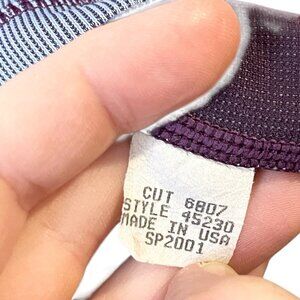 CUT 6807
STYLE 45230
MADE IN USA
SP2001